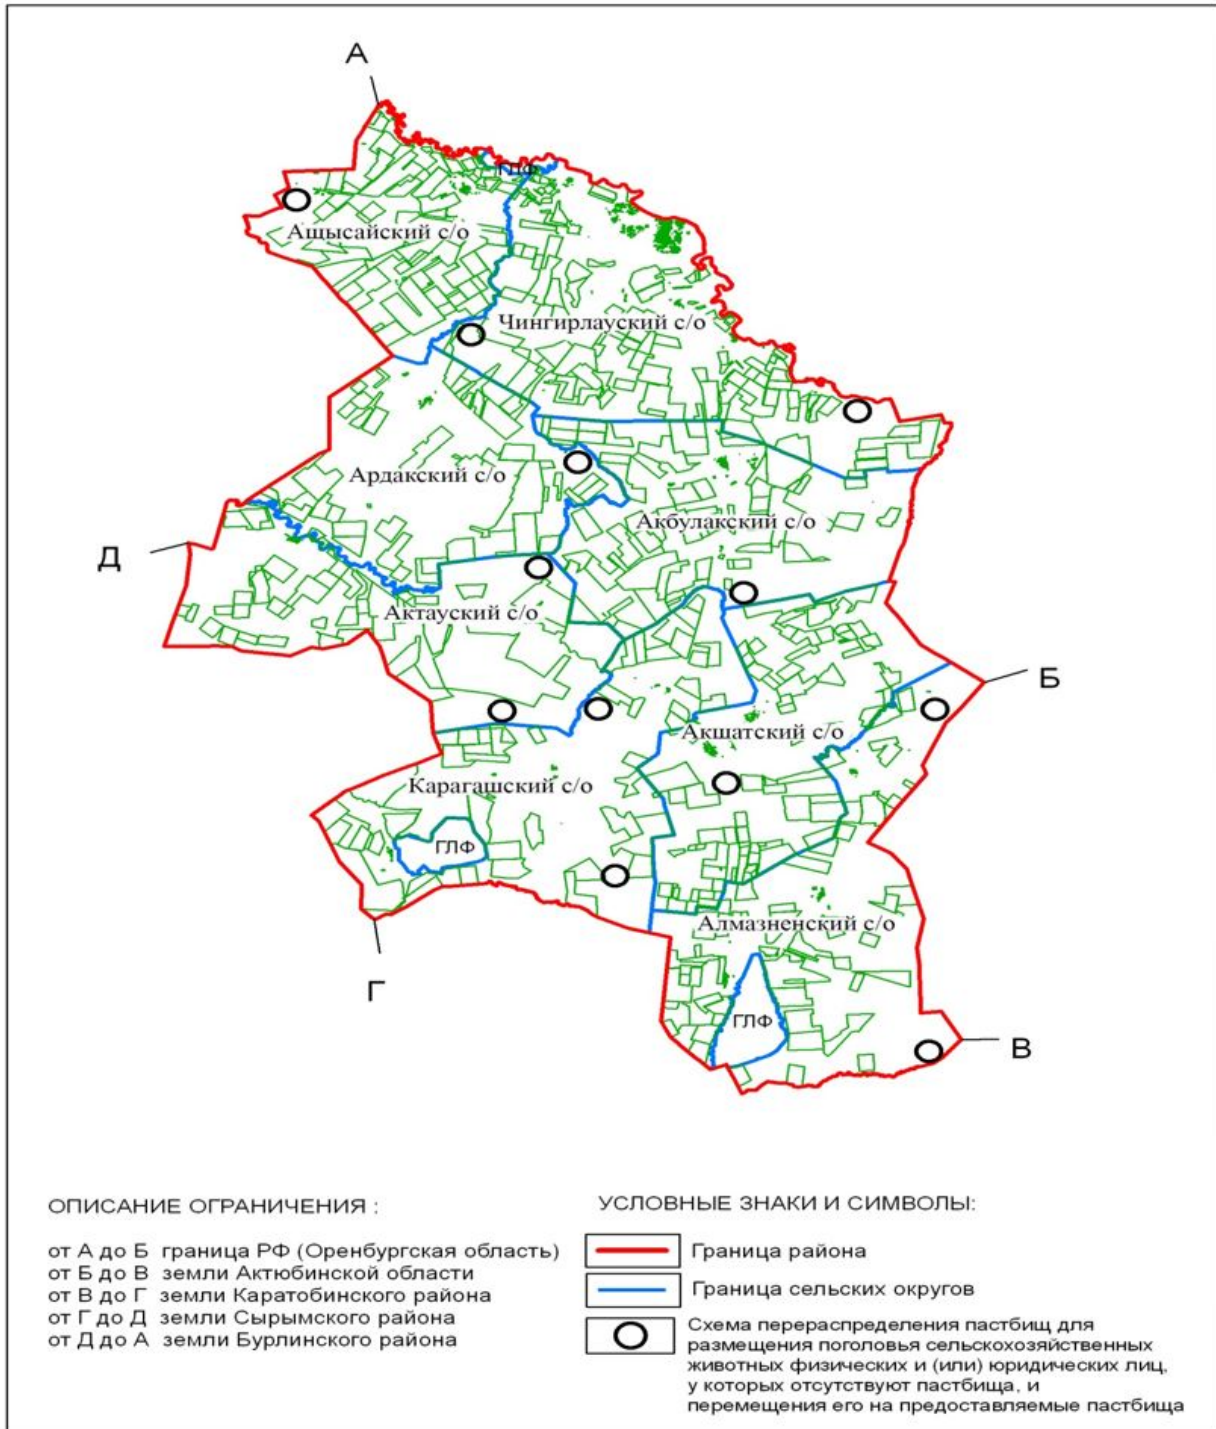 А
ГЛФ
Ащысайский с/о
Чингирлауский с/о
Ардакский с/о
Акбулакский с/о
Д
Актауский с/о
Б
Акшатский с/о
Карагашский с/о
ГЛФ
Алмазненский с/о
Г
ГЛФ
В
ОПИСАНИЕ ОГРАНИЧЕНИЯ :
от А до Б граница РФ (Оренбургская область)
от Б до В земли Актюбинской области
от В до Г земли Каратобинского района
от Г до Д земли Сырымского района
от Д до А земли Бурлинского района
УСЛОВНЫЕ ЗНАКИ И СИМВОЛЫ:
Граница района
Граница сельских округов
Схема перераспределения пастбищ для
размещения поголовья сельскохозяйственных
животных физических и (или) юридических лиц,
у которых отсутствуют пастбища, и
перемещения его на предоставляемые пастбища